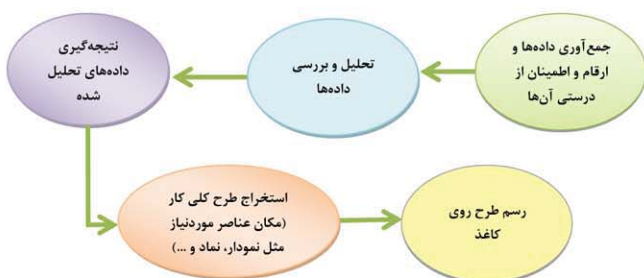 جمع‌آوری داده‌ها و
ارقام و اطمینان از
درستی آن‌ها
تحلیل و بررسی
داده‌ها
نتیجه‌گیری
داده‌های تحلیل
شده
استخراج طرح کلی کار
(مکان عناصر موردنیاز
مثل نمودار، نماد و ...)
رسم طرح روی
کاغذ